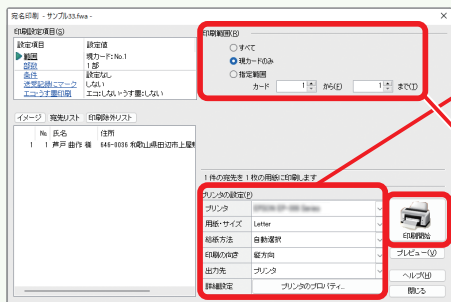 宛名印刷 - サンプル33.fwa -
印刷設定項目(S)
設定項目 設定値
範囲 現カード:No.1
部数 1部
条件 設定なし
送受記録にマーク しない
エコ・うす墨印刷 エコ:しない うす墨:しない
印刷範囲(R)
すべて
現カードのみ
指定範囲
カード 1 から(F) 1 まで(T)
イメージ 宛先リスト 印刷除外リスト
No 氏名 住所
1 1 芦戸 曲作 様 646-0036 和歌山県田辺市上屋敷
1 件の宛先を 1 枚の用紙に印刷します
プリンタの設定(P)
プリンタ
用紙・サイズ Letter
給紙方法 自動選択
印刷の向き 縦方向
出力先 プリンタ
詳細設定 プリンタのプロパティ...
印刷開始
プレビュー(V)
ヘルプ(H)
閉じる